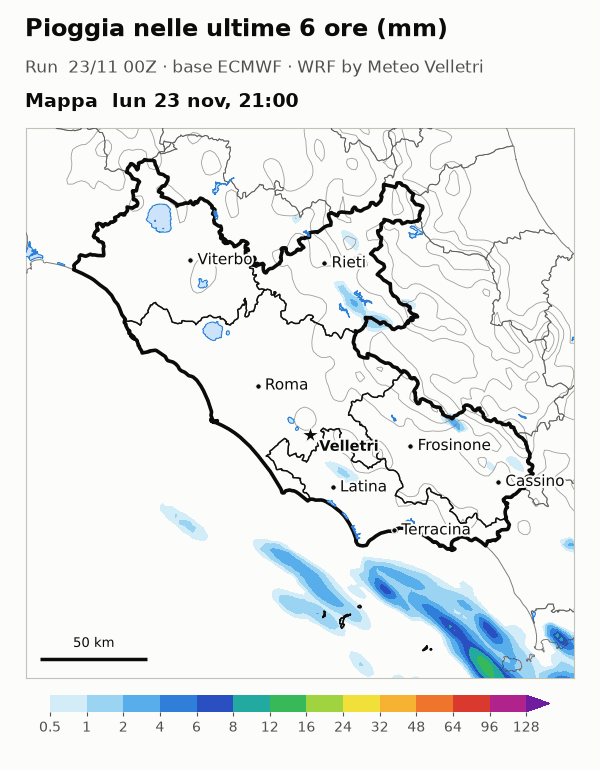 Pioggia nelle ultime 6 ore (mm)
Run  23/11 00Z · base ECMWF · WRF by Meteo Velletri
Mappa  lun 23 nov, 21:00
Viterbo
Rieti
Roma
Velletri
Frosinone
Latina
Cassino
Terracina
50 km
0.5 1 2 4 6 8 12 16 24 32 48 64 96 128